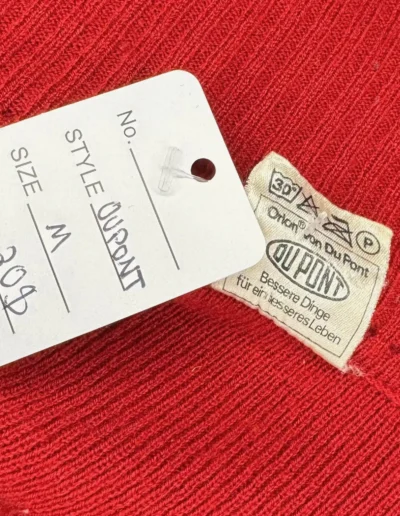 No.
STYLE DUPONT
SIZE M
30°
P
Orlon® von Du Pont
DU PONT
Bessere Dinge
für ein besseres Leben